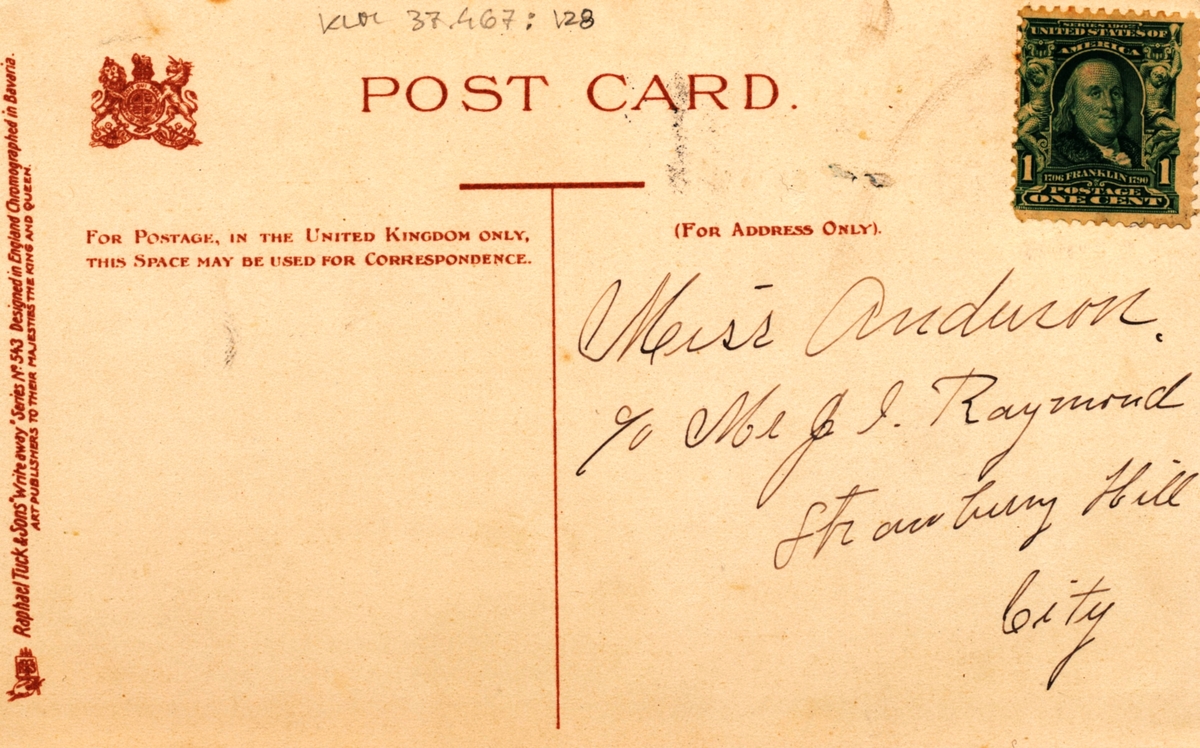 37.467:128
POST CARD.
SERIES 1902
UNITED STATES OF
AMERICA
1 1706 FRANKLIN 1790 1
POSTAGE
ONE CENT
FOR POSTAGE, IN THE UNITED KINGDOM ONLY,
THIS SPACE MAY BE USED FOR CORRESPONDENCE.
(FOR ADDRESS ONLY).
Miss Anderson.
c/o Mr J. I. Raymond
Strawberry Hill
City
Raphael Tuck & Sons' "Write away" Series No. 543 Designed in England Chromographed in Bavaria.
ART PUBLISHERS TO THEIR MAJESTIES THE KING AND QUEEN.